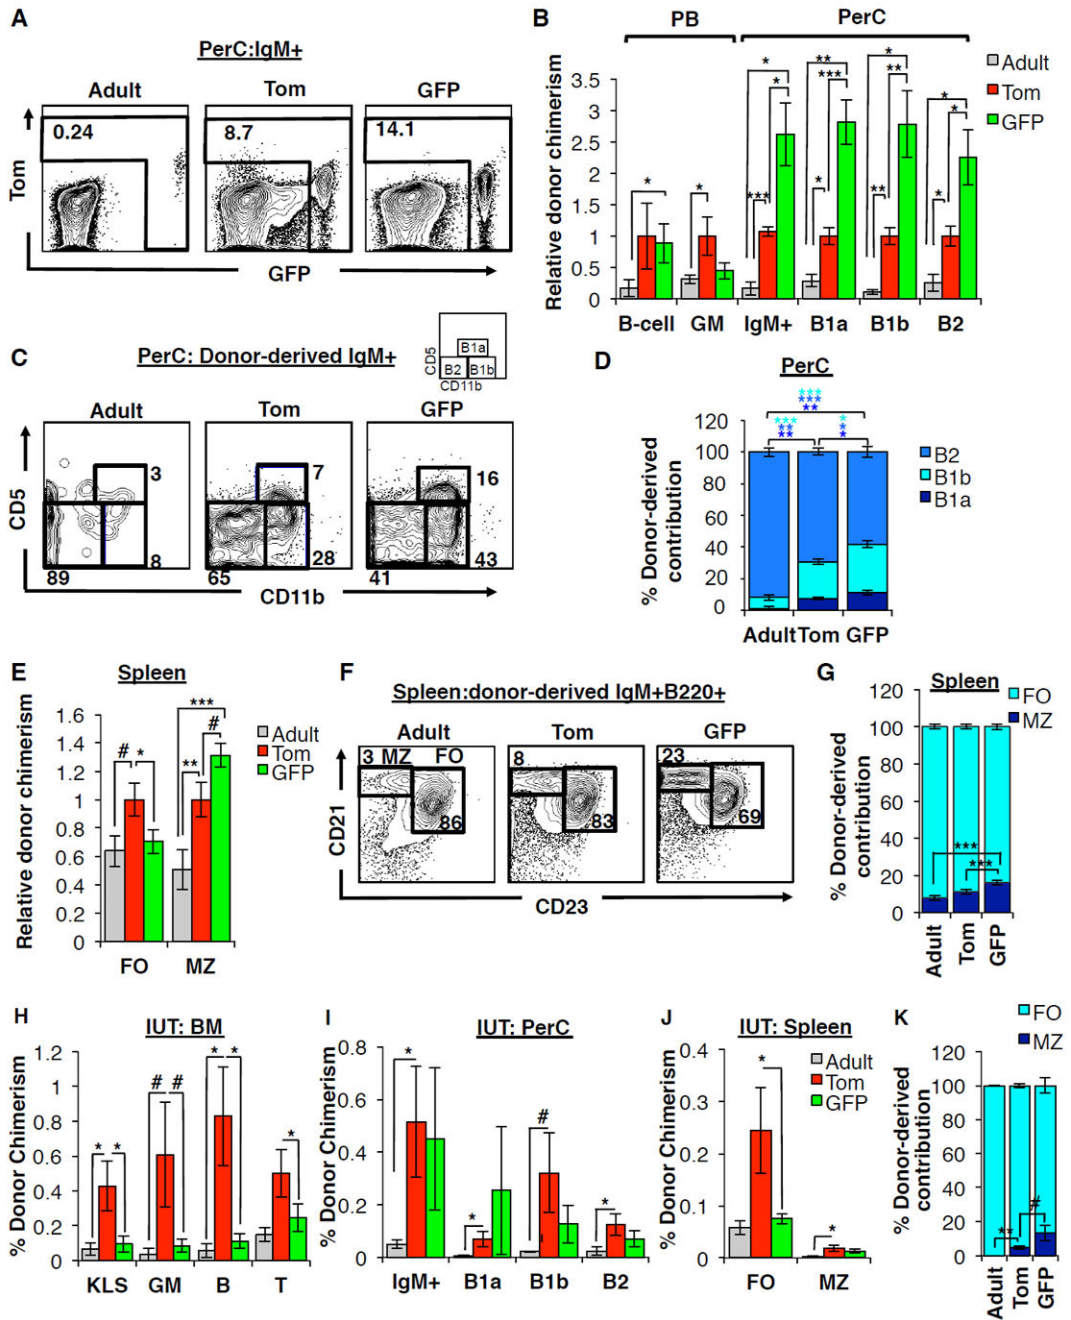 A
PerC:IgM+
Adult
Tom
GFP
0.24
8.7
14.1
Tom
GFP
B
PB
PerC
Adult
Tom
GFP
Relative donor chimerism
3.5
3
2.5
2
1.5
1
0.5
0
* * *** * * * ** *** ** * ** * * *
B-cell GM IgM+ B1a B1b B2
C
PerC: Donor-derived IgM+
CD5
B1a
B2 B1b
CD11b
Adult
Tom
GFP
3
8
89
7
28
65
16
43
41
CD5
CD11b
D
PerC
*** *** **
*** ** **
* * *
% Donor-derived contribution
120
100
80
60
40
20
0
Adult Tom GFP
B2
B1b
B1a
E
Spleen
Relative donor chimerism
1.6
1.4
1.2
1
0.8
0.6
0.4
0.2
0
# * ** *** #
FO MZ
Adult
Tom
GFP
F
Spleen:donor-derived IgM+B220+
Adult
Tom
GFP
3 MZ FO
86
8
83
23
69
CD21
CD23
G
Spleen
FO
MZ
% Donor-derived contribution
120
100
80
60
40
20
0
***
***
Adult Tom GFP
H
IUT: BM
% Donor Chimerism
1.2
1
0.8
0.6
0.4
0.2
0
* * # # * * *
KLS GM B T
I
IUT: PerC
% Donor Chimerism
0.8
0.6
0.4
0.2
0
* * # *
IgM+ B1a B1b B2
J
IUT: Spleen
% Donor Chimerism
0.4
0.3
0.2
0.1
0
* *
FO MZ
Adult
Tom
GFP
K
FO
MZ
% Donor-derived contribution
120
100
80
60
40
20
0
** #
Adult Tom GFP